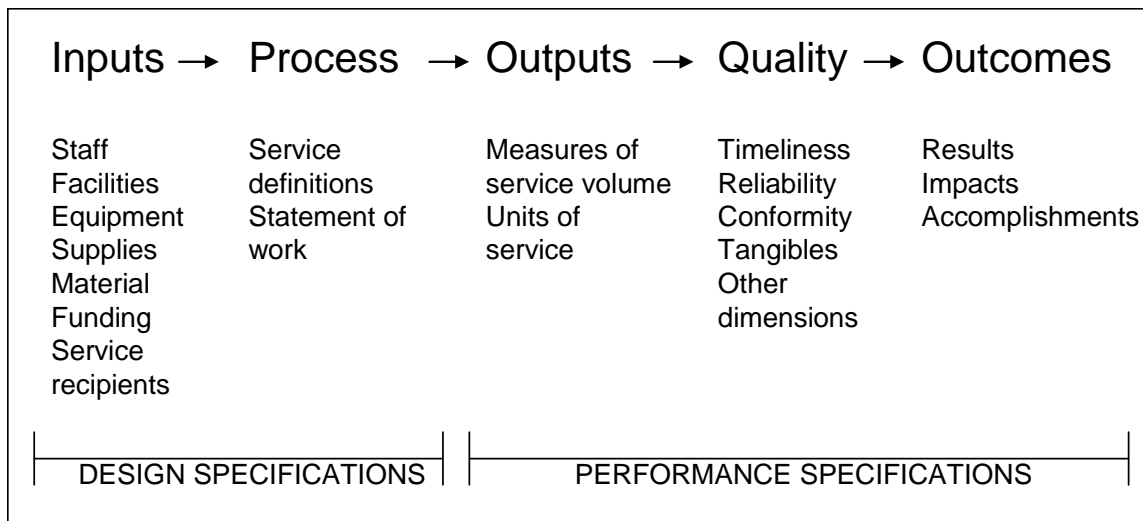 Inputs → Process → Outputs → Quality → Outcomes
Staff
Facilities
Equipment
Supplies
Material
Funding
Service
recipients
Service
definitions
Statement of
work
Measures of
service volume
Units of
service
Timeliness
Reliability
Conformity
Tangibles
Other
dimensions
Results
Impacts
Accomplishments
DESIGN SPECIFICATIONS
PERFORMANCE SPECIFICATIONS